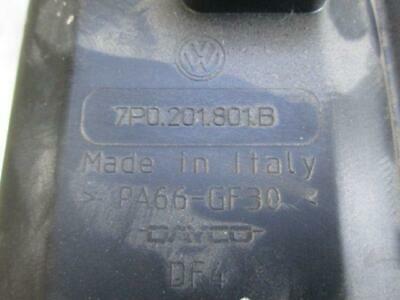 7P0.201.801.B
Made in Italy
> PA66-GF30 <
DAYCO
DF4